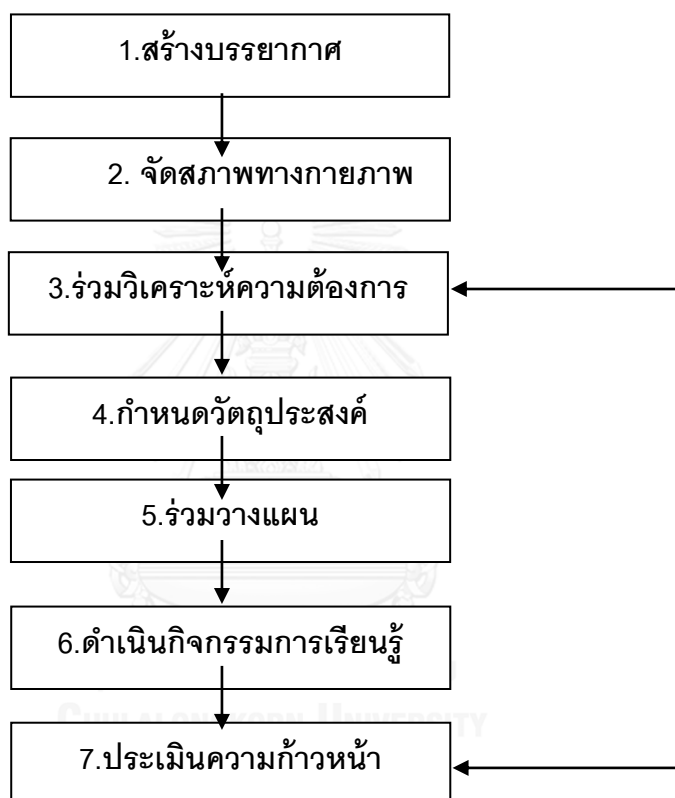 1.สร้างบรรยากาศ
2. จัดสภาพทางกายภาพ
3.ร่วมวิเคราะห์ความต้องการ
4.กำหนดวัตถุประสงค์
5.ร่วมวางแผน
6.ดำเนินกิจกรรมการเรียนรู้
CHULALONGKORN UNIVERSITY
7.ประเมินความก้าวหน้า